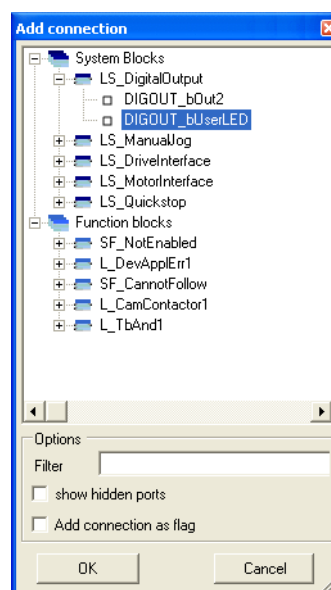 Add connection
System Blocks
LS_DigitalOutput
DIGOUT_bOut2
DIGOUT_bUserLED
LS_ManualJog
LS_DriveInterface
LS_MotorInterface
LS_Quickstop
Function blocks
SF_NotEnabled
L_DevApplErr1
SF_CannotFollow
L_CamContactor1
L_TbAnd1
Options
Filter
show hidden ports
Add connection as flag
OK Cancel